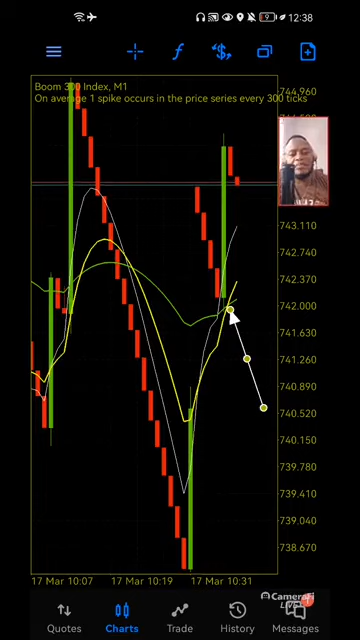 9
12:38
Boom 300 Index, M1
On average 1 spike occurs in the price series every 300 ticks
744.960
743.110
742.740
742.370
742.000
741.630
741.260
740.890
740.520
740.150
739.780
739.410
739.040
738.670
17 Mar 10:07
17 Mar 10:19
17 Mar 10:31
CameraFi
Live
Quotes
Charts
Trade
History
Messages